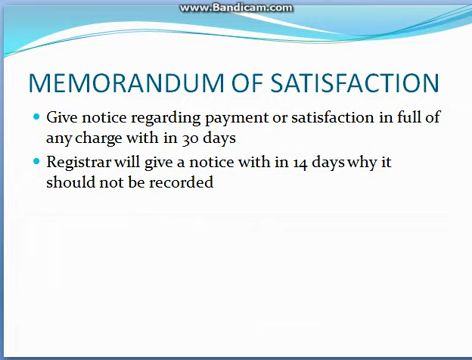 www.Bandicam.com
MEMORANDUM OF SATISFACTION
• Give notice regarding payment or satisfaction in full of
any charge with in 30 days
• Registrar will give a notice with in 14 days why it
should not be recorded